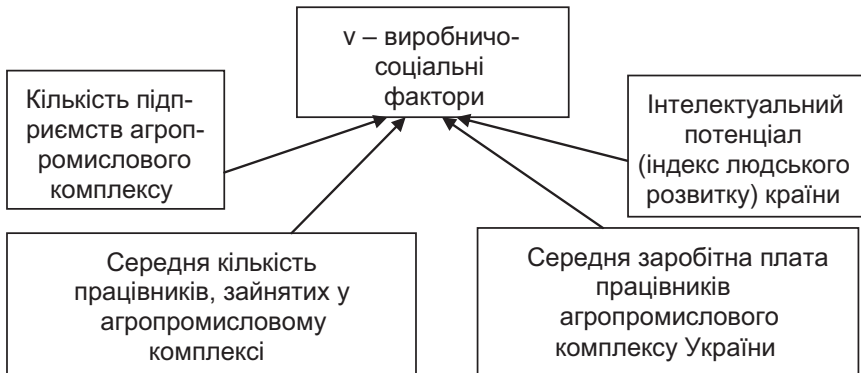 v – виробничо-
соціальні
фактори
Кількість підп-
риємств агроп-
ромислового
комплексу
Інтелектуальний
потенціал
(індекс людського
розвитку) країни
Середня кількість
працівників, зайнятих у
агропромисловому
комплексі
Середня заробітна плата
працівників
агропромислового
комплексу України